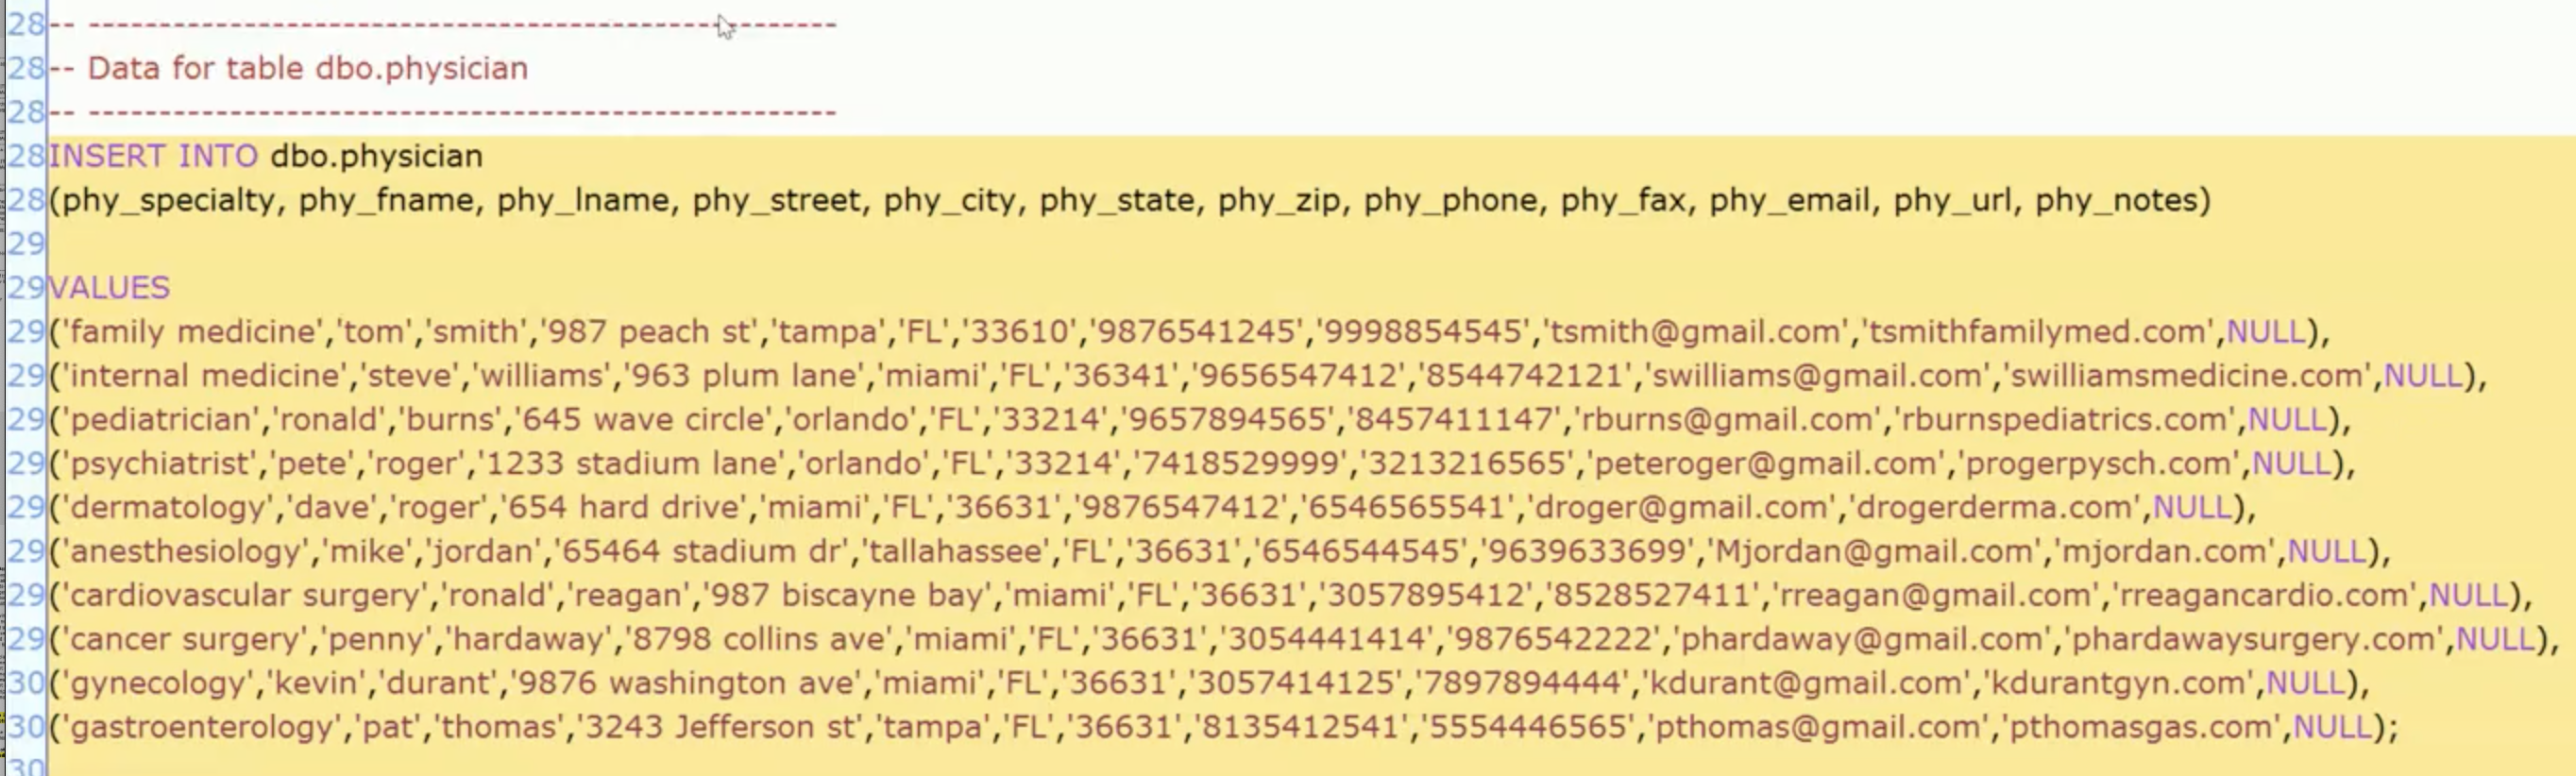 28-- ---------------------------------------------------
28-- Data for table dbo.physician
28-- ---------------------------------------------------
28INSERT INTO dbo.physician
28(phy_specialty, phy_fname, phy_lname, phy_street, phy_city, phy_state, phy_zip, phy_phone, phy_fax, phy_email, phy_url, phy_notes)
29
29VALUES
29('family medicine','tom','smith','987 peach st','tampa','FL','33610','9876541245','9998854545','tsmith@gmail.com','tsmithfamilymed.com',NULL),
29('internal medicine','steve','williams','963 plum lane','miami','FL','36341','9656547412','8544742121','swilliams@gmail.com','swilliamsmedicine.com',NULL),
29('pediatrician','ronald','burns','645 wave circle','orlando','FL','33214','9657894565','8457411147','rburns@gmail.com','rburnspediatrics.com',NULL),
29('psychiatrist','pete','roger','1233 stadium lane','orlando','FL','33214','7418529999','3213216565','peteroger@gmail.com','progerpysch.com',NULL),
29('dermatology','dave','roger','654 hard drive','miami','FL','36631','9876547412','6546565541','droger@gmail.com','drogerderma.com',NULL),
29('anesthesiology','mike','jordan','65464 stadium dr','tallahassee','FL','36631','6546544545','9639633699','Mjordan@gmail.com','mjordan.com',NULL),
29('cardiovascular surgery','ronald','reagan','987 biscayne bay','miami','FL','36631','3057895412','8528527411','rreagan@gmail.com','rreagancardio.com',NULL),
29('cancer surgery','penny','hardaway','8798 collins ave','miami','FL','36631','3054441414','9876542222','phardaway@gmail.com','phardawaysurgery.com',NULL),
30('gynecology','kevin','durant','9876 washington ave','miami','FL','36631','3057414125','7897894444','kdurant@gmail.com','kdurantgyn.com',NULL),
30('gastroenterology','pat','thomas','3243 Jefferson st','tampa','FL','36631','8135412541','5554446565','pthomas@gmail.com','pthomasgas.com',NULL);
30